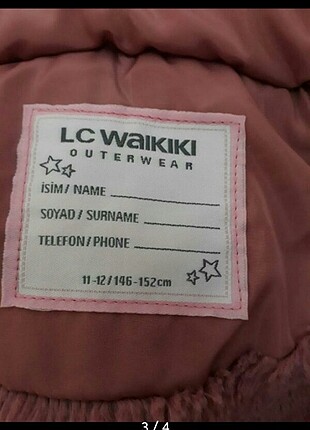 LC WAIKIKI
OUTERWEAR
İSİM / NAME
SOYAD / SURNAME
TELEFON / PHONE
11-12 / 146-152cm
3 / 4